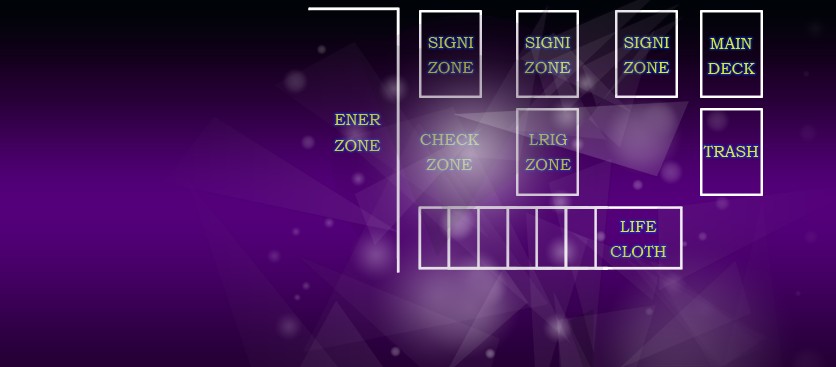 SIGNI
ZONE
SIGNI
ZONE
SIGNI
ZONE
MAIN
DECK
ENER
ZONE
CHECK
ZONE
LRIG
ZONE
TRASH
LIFE
CLOTH